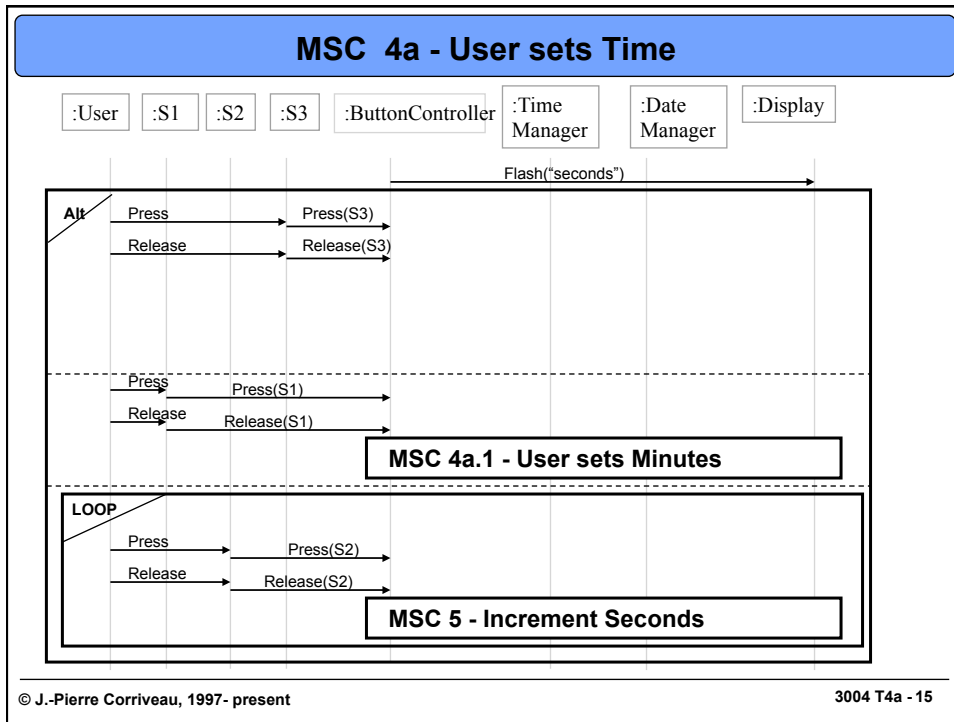 MSC 4a - User sets Time
:User
:S1
:S2
:S3
:ButtonController
:Time
Manager
:Date
Manager
:Display
Flash(“seconds”)
Alt
Press
Press(S3)
Release
Release(S3)
Press
Press(S1)
Release
Release(S1)
MSC 4a.1 - User sets Minutes
LOOP
Press
Press(S2)
Release
Release(S2)
MSC 5 - Increment Seconds
© J.-Pierre Corriveau, 1997- present
3004 T4a - 15